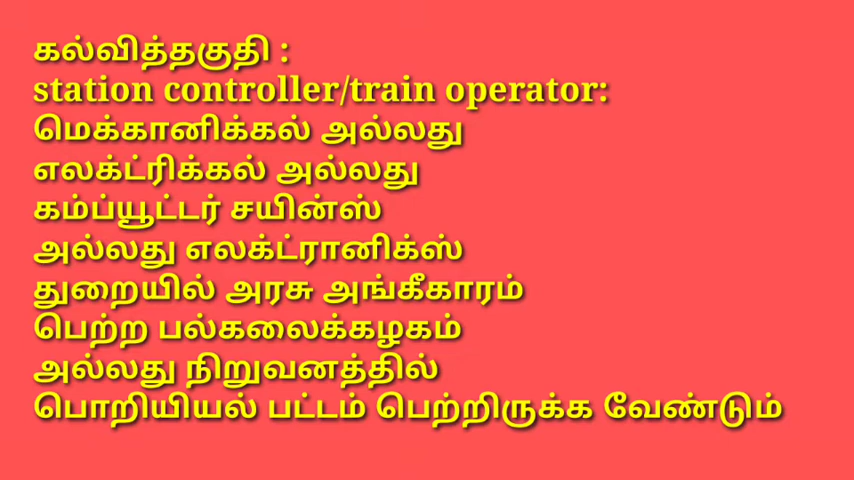 கல்வித்தகுதி :
station controller/train operator:
மெக்கானிக்கல் அல்லது
எலக்ட்ரிக்கல் அல்லது
கம்ப்யூட்டர் சயின்ஸ்
அல்லது எலக்ட்ரானிக்ஸ்
துறையில் அரசு அங்கீகாரம்
பெற்ற பல்கலைக்கழகம்
அல்லது நிறுவனத்தில்
பொறியியல் பட்டம் பெற்றிருக்க வேண்டும்